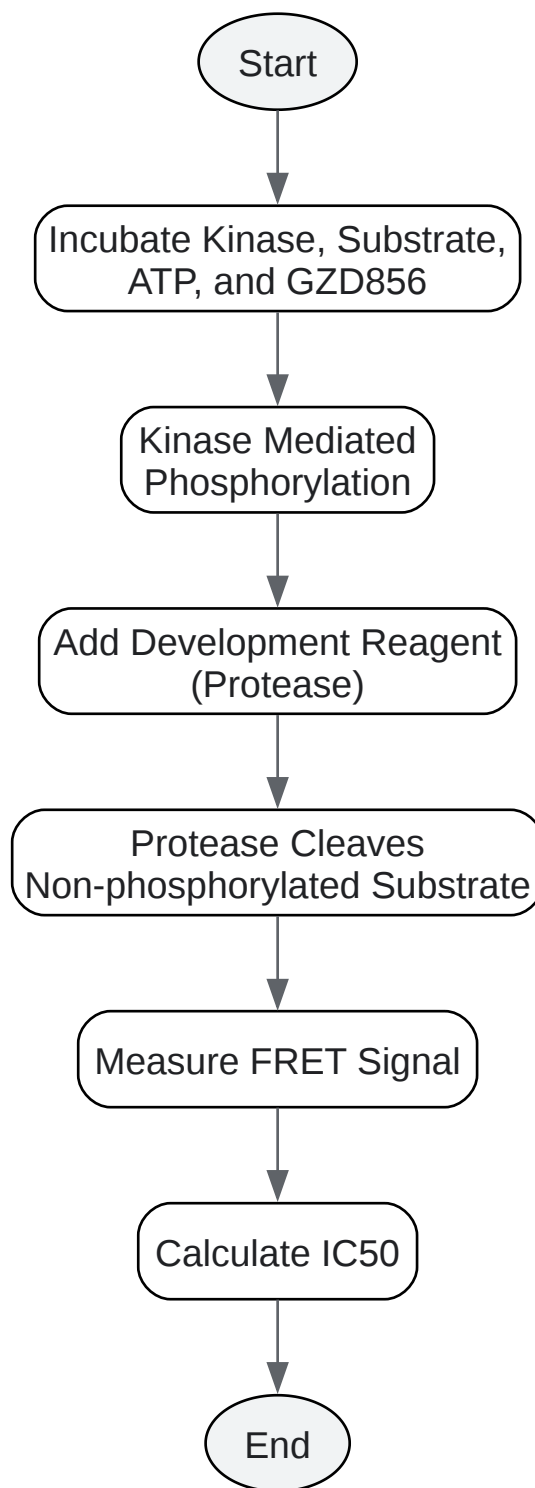 Start
Incubate Kinase, Substrate,
ATP, and GZD856
Kinase Mediated
Phosphorylation
Add Development Reagent
(Protease)
Protease Cleaves
Non-phosphorylated Substrate
Measure FRET Signal
Calculate IC50
End